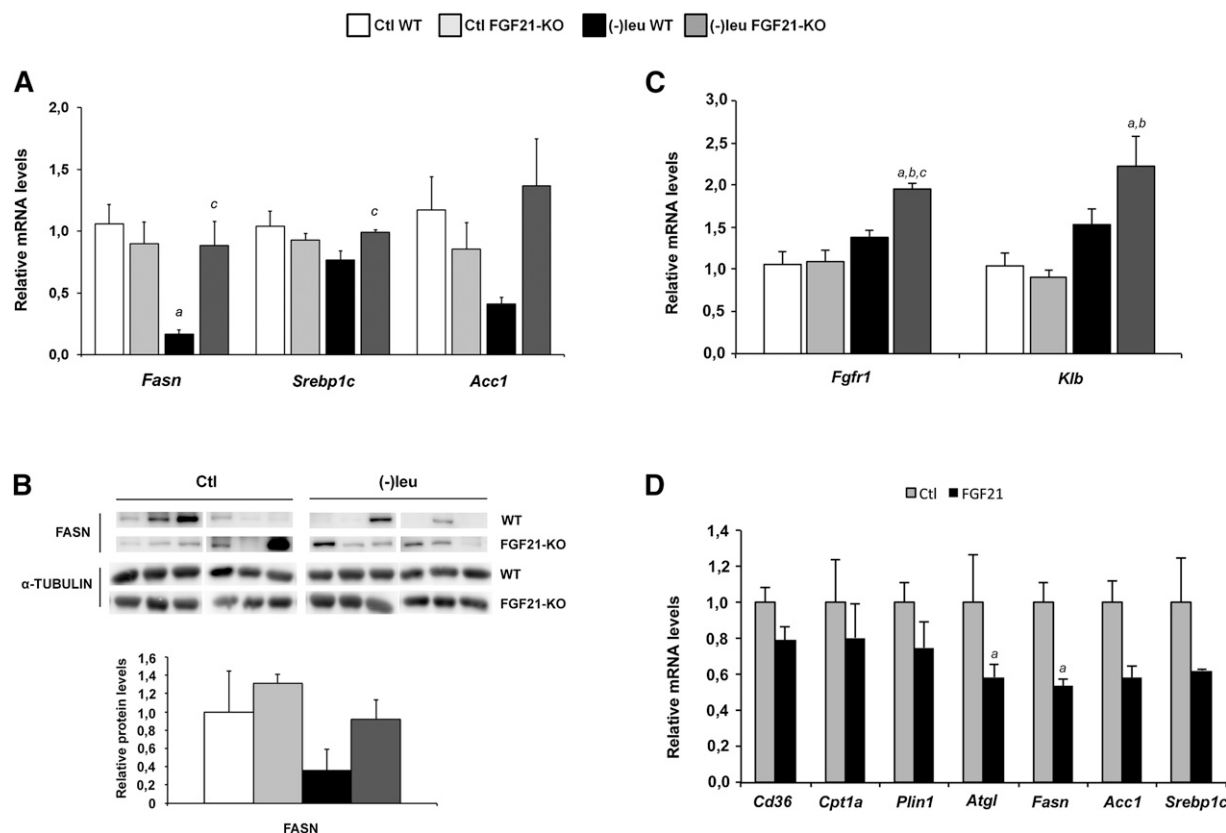 Ctl WT Ctl FGF21-KO (-)leu WT (-)leu FGF21-KO
A
Relative mRNA levels
2,0
1,5
1,0
0,5
0,0
a
c
c
Fasn Srebp1c Acc1
B
Ctl (-)leu
FASN
WT
FGF21-KO
α-TUBULIN
WT
FGF21-KO
Relative protein levels
1,6
1,4
1,2
1,0
0,8
0,6
0,4
0,2
0
FASN
C
Relative mRNA levels
3,0
2,5
2,0
1,5
1,0
0,5
0,0
a,b,c
a,b
Fgfr1 Klb
D
Ctl FGF21
Relative mRNA levels
1,4
1,2
1,0
0,8
0,6
0,4
0,2
0,0
a
a
Cd36 Cpt1a Plin1 Atgl Fasn Acc1 Srebp1c